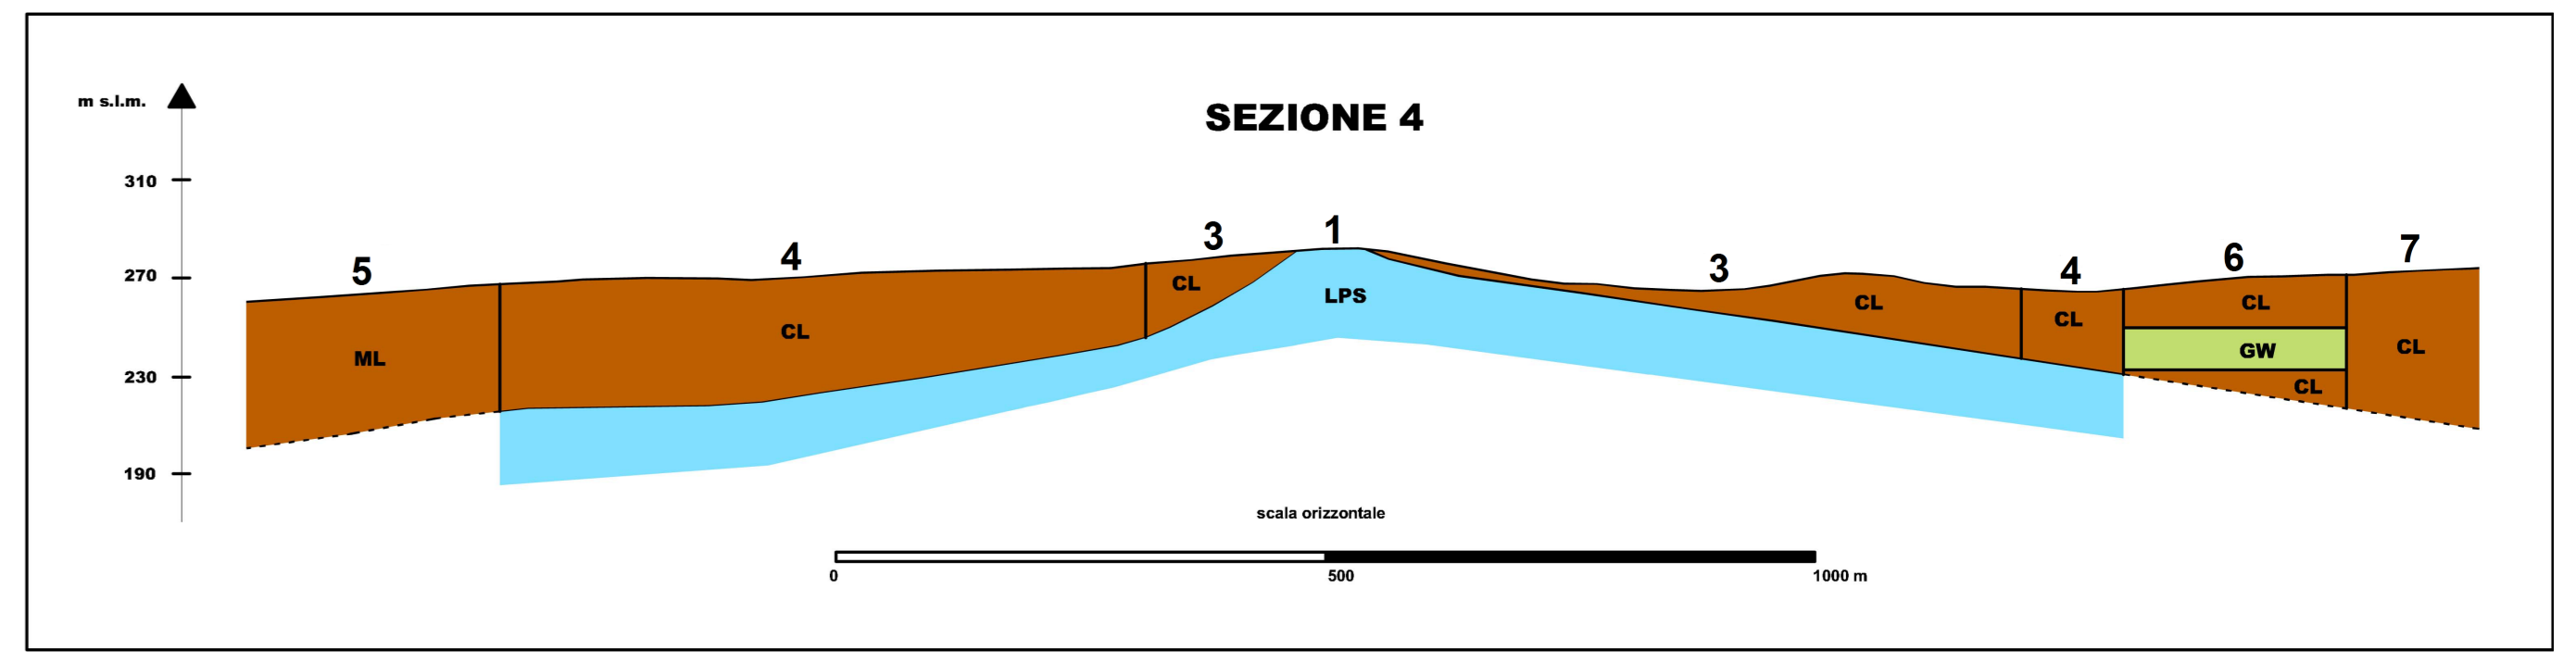 m s.l.m.
SEZIONE 4
310
270
230
190
5
4
3
1
3
4
6
7
ML
CL
CL
LPS
CL
CL
CL
GW
CL
CL
scala orizzontale
0
500
1000 m